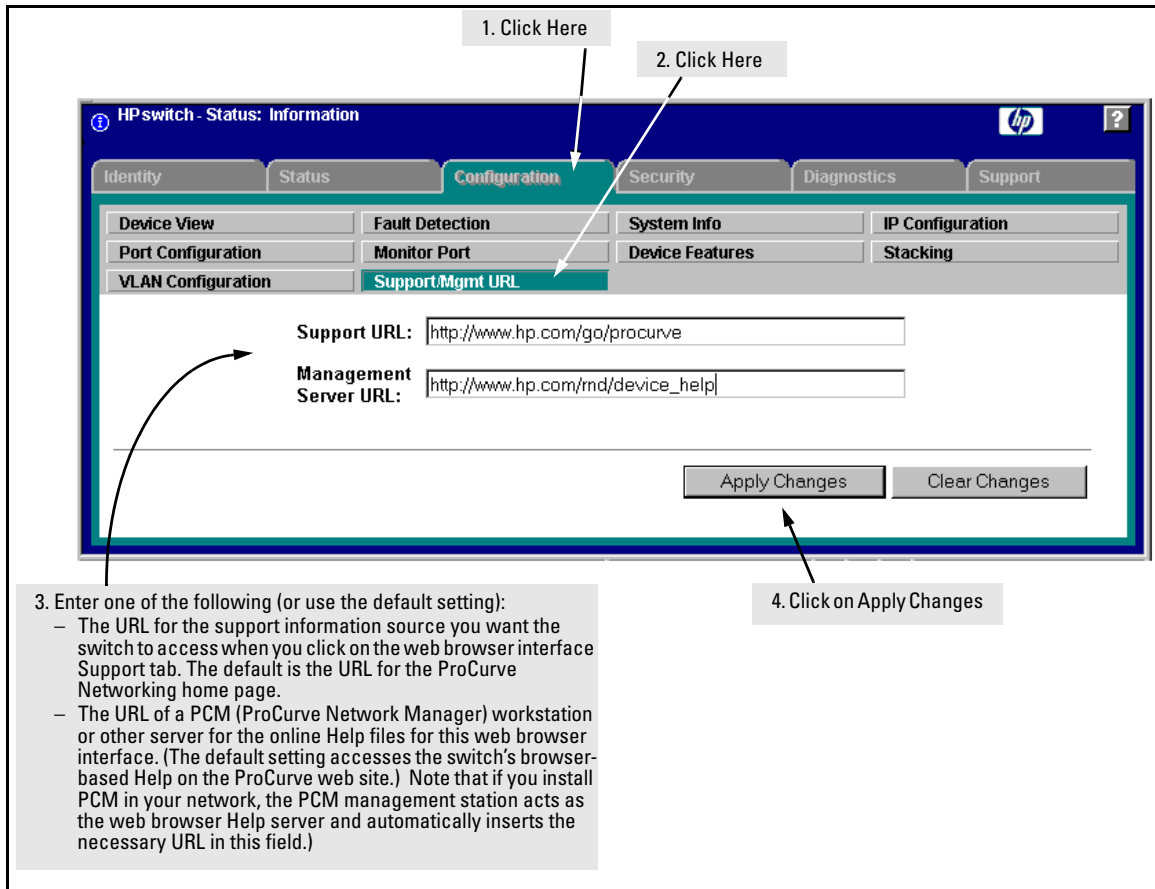 1. Click Here
2. Click Here
HPswitch - Status: Information
hp
?
Identity
Status
Configuration
Security
Diagnostics
Support
Device View
Fault Detection
System Info
IP Configuration
Port Configuration
Monitor Port
Device Features
Stacking
VLAN Configuration
Support/Mgmt URL
Support URL:
http://www.hp.com/go/procurve
Management
Server URL:
http://www.hp.com/rnd/device_help
Apply Changes
Clear Changes
3. Enter one of the following (or use the default setting):
– The URL for the support information source you want the
switch to access when you click on the web browser interface
Support tab. The default is the URL for the ProCurve
Networking home page.
– The URL of a PCM (ProCurve Network Manager) workstation
or other server for the online Help files for this web browser
interface. (The default setting accesses the switch's browser-
based Help on the ProCurve web site.) Note that if you install
PCM in your network, the PCM management station acts as
the web browser Help server and automatically inserts the
necessary URL in this field.)
4. Click on Apply Changes